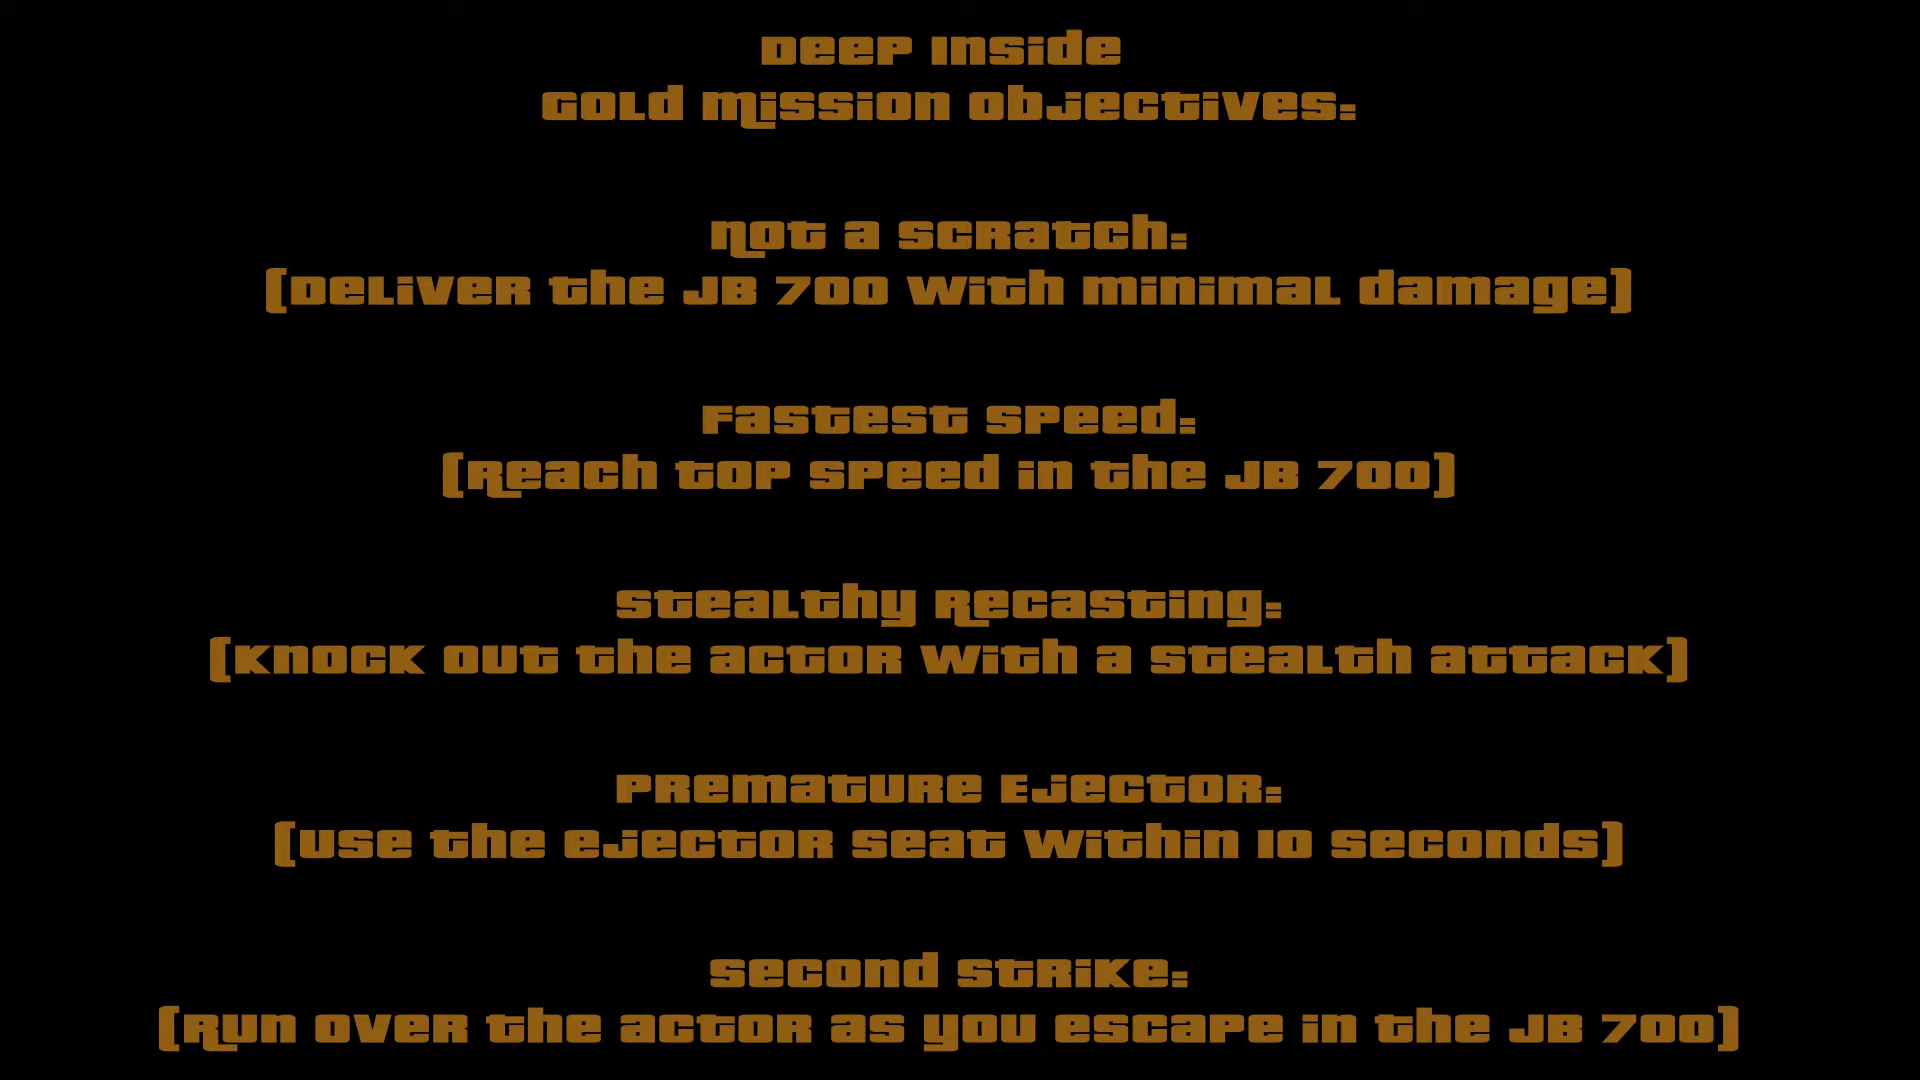 Deep Inside
Gold Mission Objectives:
Not a Scratch:
(Deliver the JB 700 with minimal damage)
Fastest Speed:
(Reach top speed in the JB 700)
Stealthy Recasting:
(Knock out the actor with a stealth attack)
Premature Ejector:
(Use the ejector seat within 10 seconds)
Second Strike:
(Run over the actor as you escape in the JB 700)